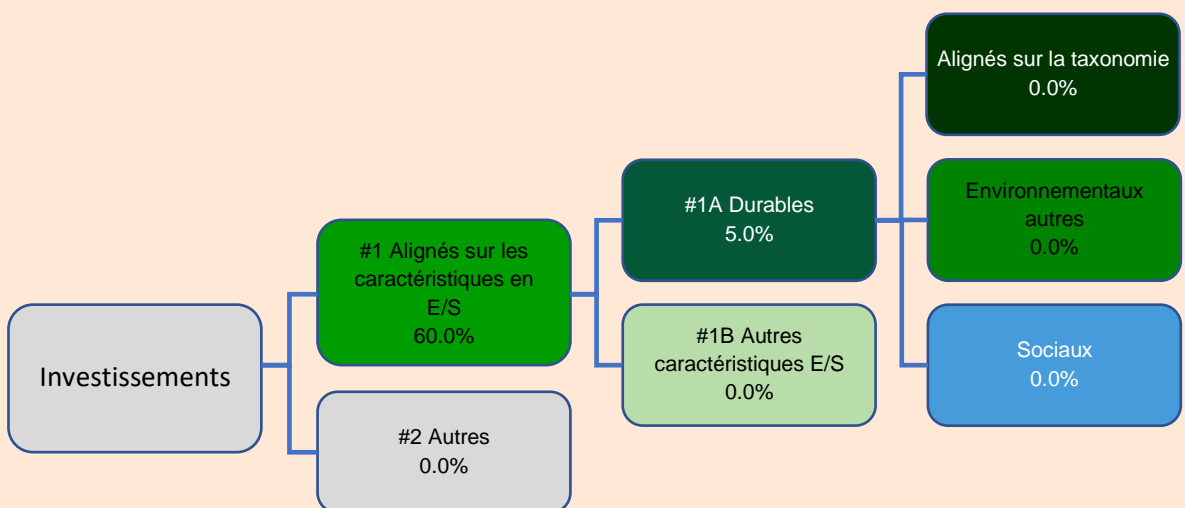 Investissements
#1 Alignés sur les
caractéristiques en
E/S
60.0%
#2 Autres
0.0%
#1A Durables
5.0%
#1B Autres
caractéristiques E/S
0.0%
Alignés sur la taxonomie
0.0%
Environnementaux
autres
0.0%
Sociaux
0.0%